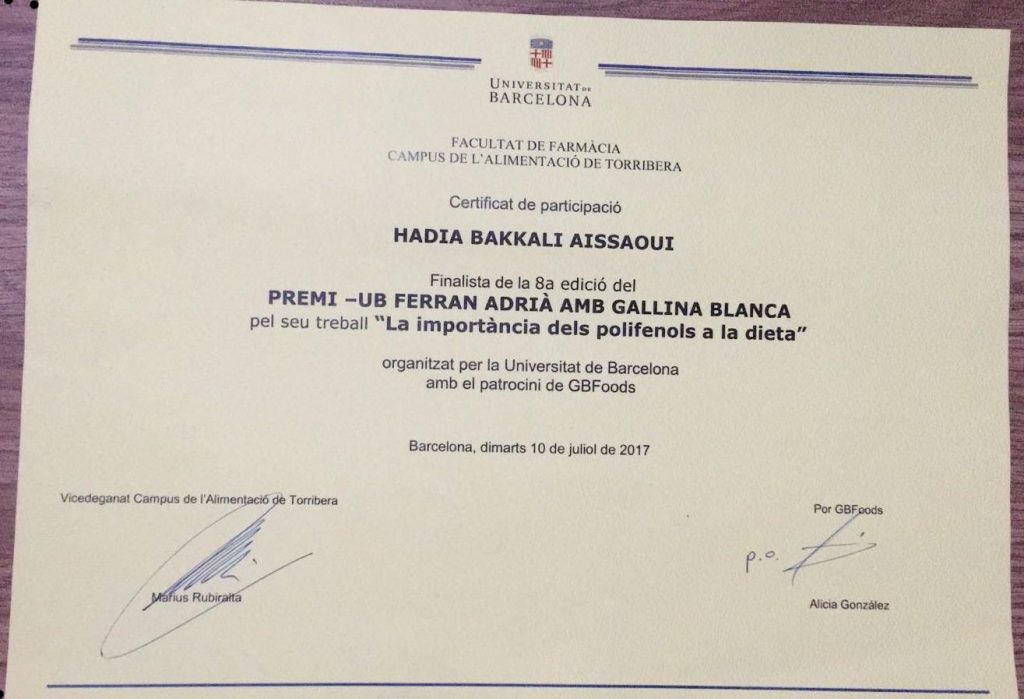 UNIVERSITAT DE
BARCELONA
FACULTAT DE FARMÀCIA
CAMPUS DE L'ALIMENTACIÓ DE TORRIBERA
Certificat de participació
HADIA BAKKALI AISSAOUI
Finalista de la 8a edició del
PREMI –UB FERRAN ADRIÀ AMB GALLINA BLANCA
pel seu treball "La importància dels polifenols a la dieta"
organitzat per la Universitat de Barcelona
amb el patrocini de GBFoods
Barcelona, dimarts 10 de juliol de 2017
Vicedeganat Campus de l'Alimentació de Torribera
Màrius Rubiralta
Por GBFoods
p.o.
Alicia González